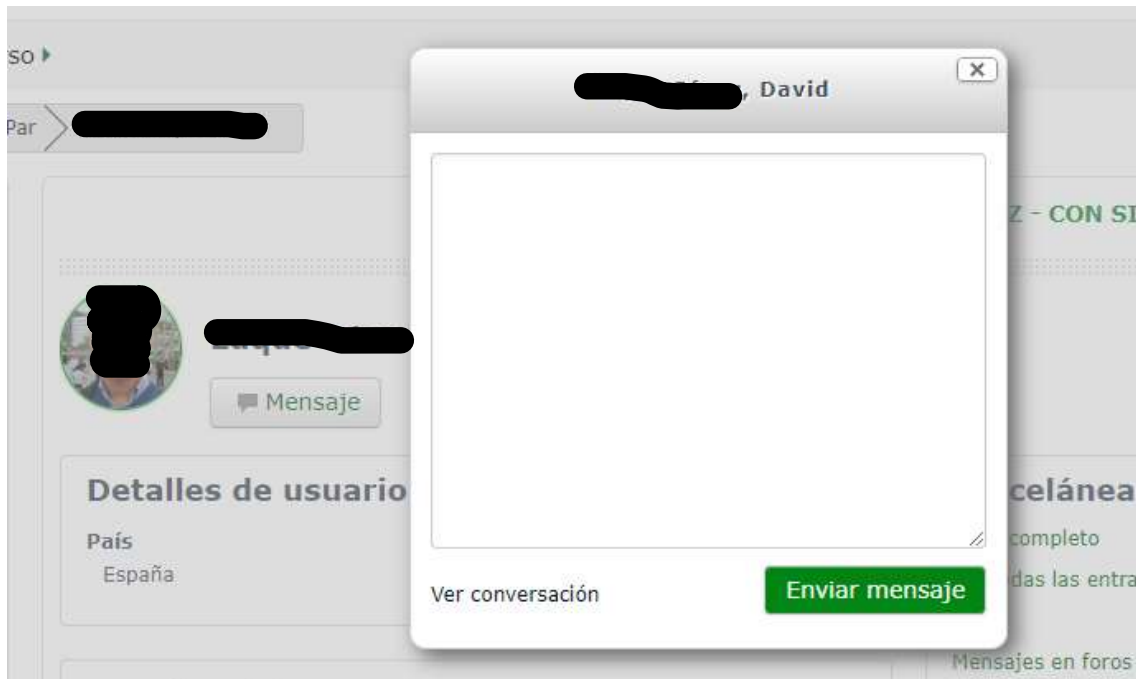 SO
, David
Par
Z - CON SI
Mensaje
Detalles de usuario
celánea
País
completo
España
das las entra
Ver conversación
Enviar mensaje
Mensajes en foros